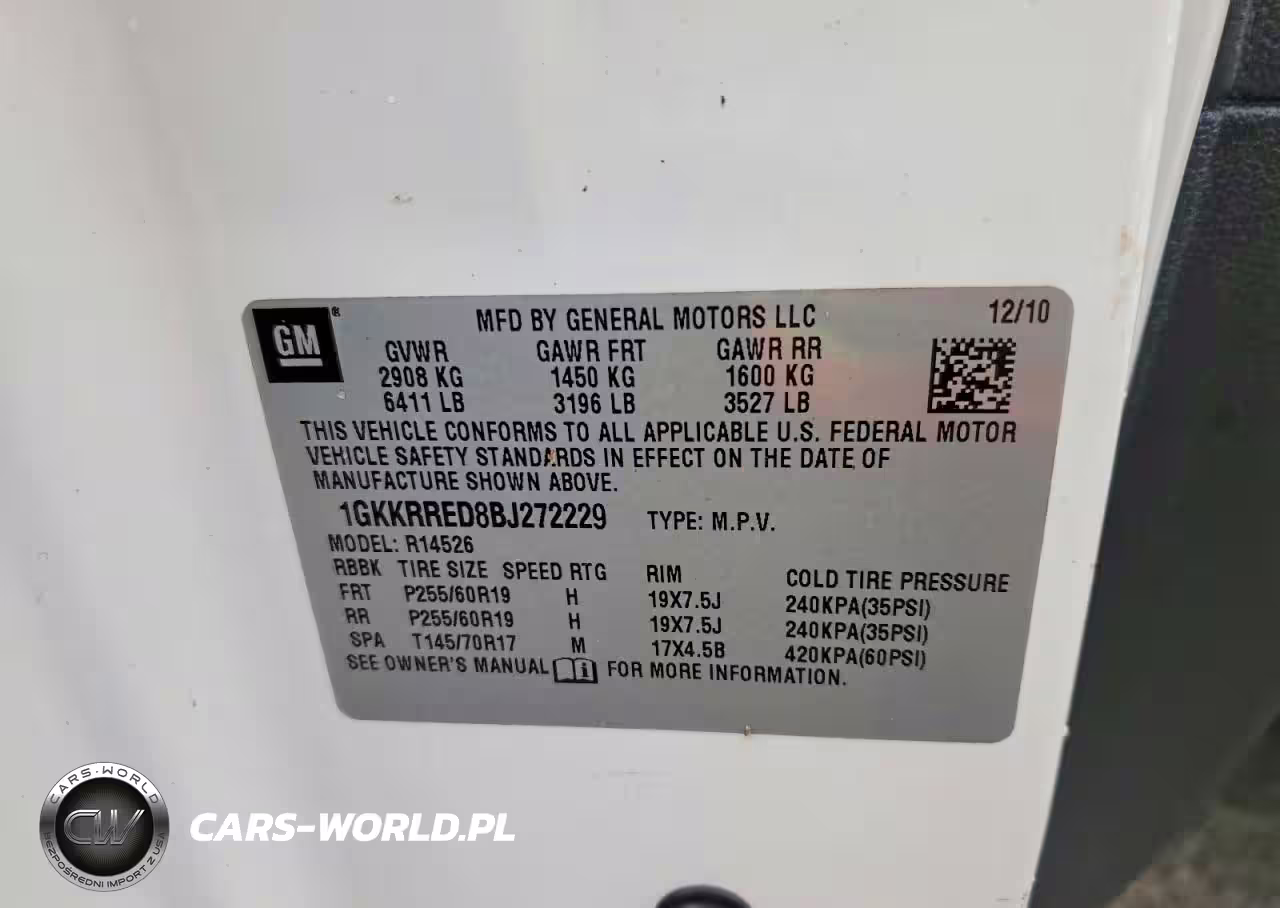 GM ®
MFD BY GENERAL MOTORS LLC 12/10
GVWR GAWR FRT GAWR RR
2908 KG 1450 KG 1600 KG
6411 LB 3196 LB 3527 LB
THIS VEHICLE CONFORMS TO ALL APPLICABLE U.S. FEDERAL MOTOR
VEHICLE SAFETY STANDARDS IN EFFECT ON THE DATE OF
MANUFACTURE SHOWN ABOVE.
1GKKRRED8BJ272229 TYPE: M.P.V.
MODEL: R14526
RBBK TIRE SIZE SPEED RTG RIM COLD TIRE PRESSURE
FRT P255/60R19 H 19X7.5J 240KPA(35PSI)
RR P255/60R19 H 19X7.5J 240KPA(35PSI)
SPA T145/70R17 M 17X4.5B 420KPA(60PSI)
SEE OWNER'S MANUAL i FOR MORE INFORMATION.
CARS-WORLD
CW
BEZPOŚREDNI IMPORT Z USA
CARS-WORLD.PL